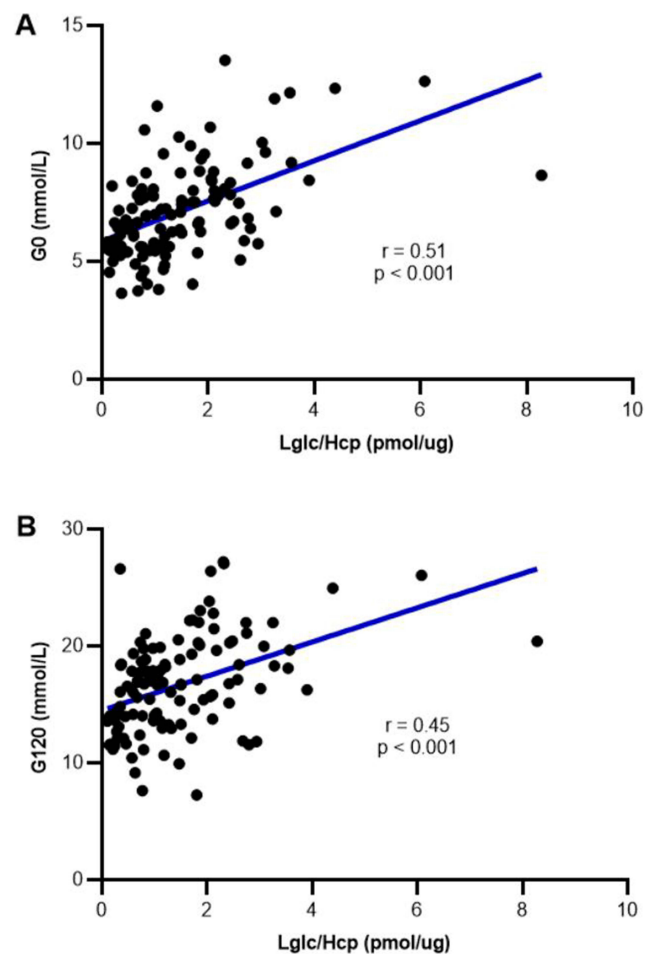 A
15
10
5
0
G0 (mmol/L)
r = 0.51
p < 0.001
0 2 4 6 8 10
Lglc/Hcp (pmol/ug)
B
30
20
10
0
G120 (mmol/L)
r = 0.45
p < 0.001
0 2 4 6 8 10
Lglc/Hcp (pmol/ug)